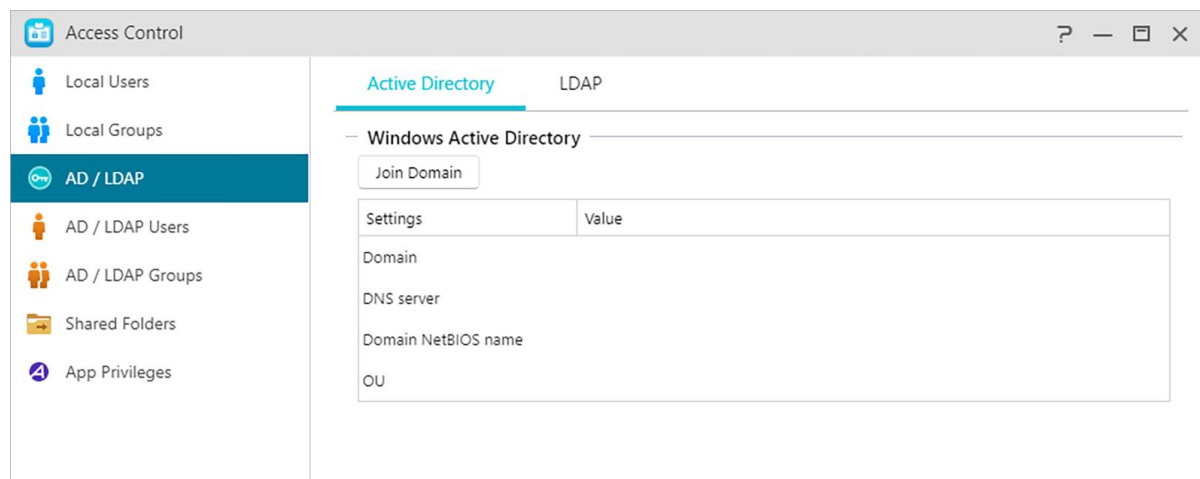 Access Control
Local Users
Local Groups
AD / LDAP
AD / LDAP Users
AD / LDAP Groups
Shared Folders
App Privileges
Active Directory LDAP
Windows Active Directory
Join Domain
Settings Value
Domain
DNS server
Domain NetBIOS name
OU